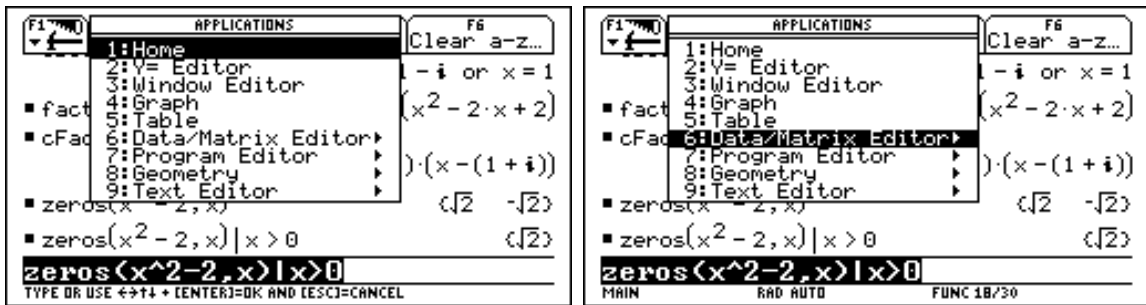 F1
APPLICATIONS
F6
Clear a-z…
1:Home
2:Y= Editor
3:Window Editor
4:Graph
5:Table
6:Data/Matrix Editor▸
7:Program Editor ▸
8:Geometry ▸
9:Text Editor ▸
1 - i or x = 1
▪ fact (x² - 2·x + 2)
▪ cFac )·(x - (1 + i))
▪ zeros(x² - 2, x) {√2 -√2}
▪ zeros(x² - 2, x) | x > 0 {√2}
zeros(x^2-2,x)|x>0
TYPE OR USE ←→↑↓ + [ENTER]=OK AND [ESC]=CANCEL
F1
APPLICATIONS
F6
Clear a-z…
1:Home
2:Y= Editor
3:Window Editor
4:Graph
5:Table
6:Data/Matrix Editor▸
7:Program Editor ▸
8:Geometry ▸
9:Text Editor ▸
1 - i or x = 1
▪ fact (x² - 2·x + 2)
▪ cFac )·(x - (1 + i))
▪ zeros(x² - 2, x) {√2 -√2}
▪ zeros(x² - 2, x) | x > 0 {√2}
zeros(x^2-2,x)|x>0
MAIN RAD AUTO FUNC 18/30